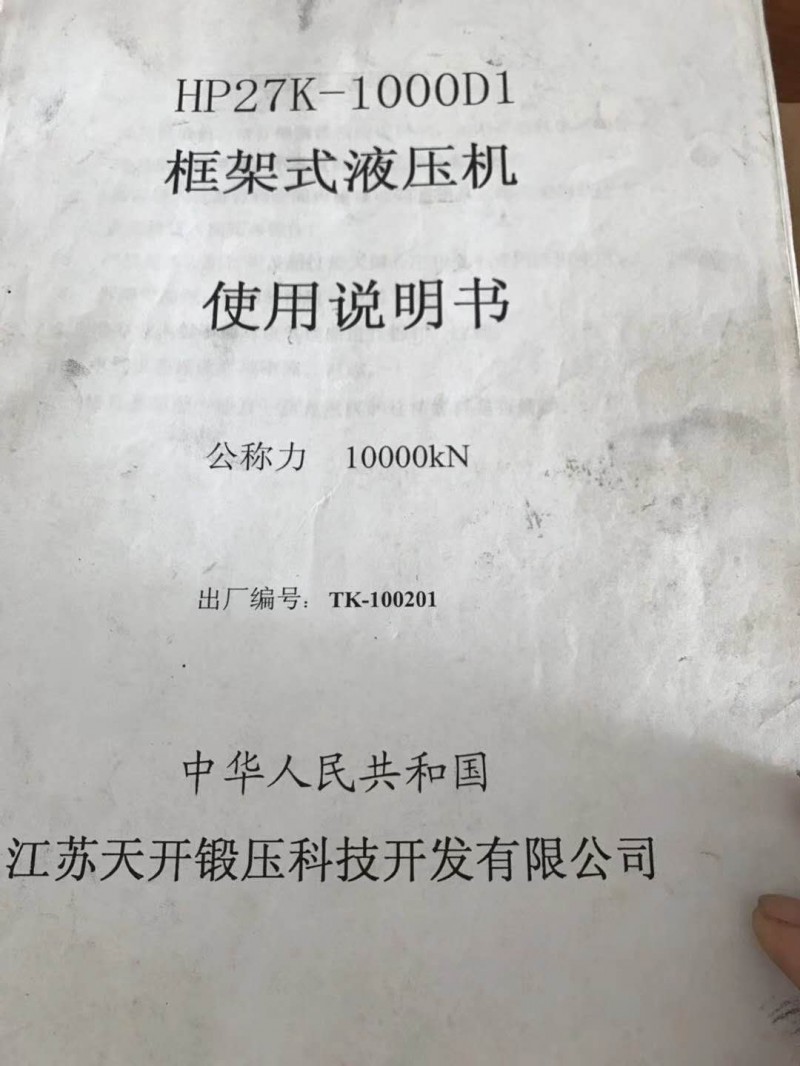 HP27K-1000D1
框架式液压机
使用说明书
公称力 10000kN
出厂编号：TK-100201
中华人民共和国
江苏天开锻压科技开发有限公司